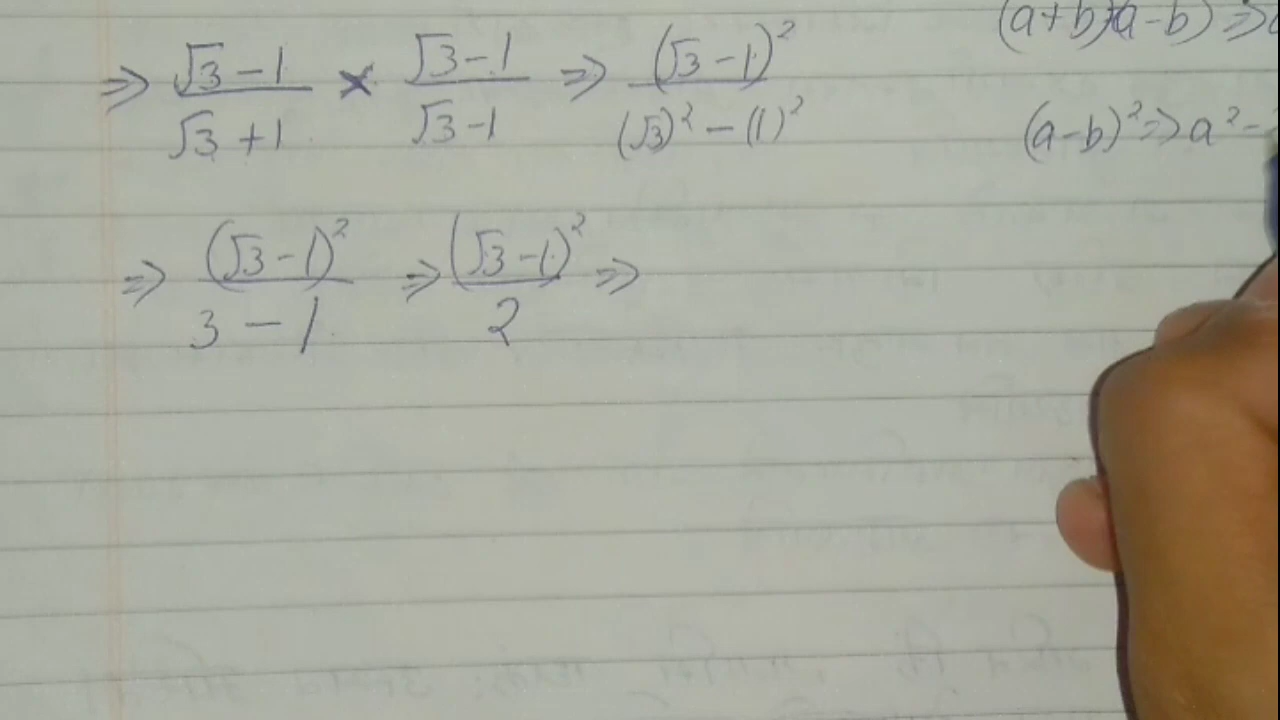 (a+b)(a-b) ⇒
⇒ (√3 - 1)/(√3 + 1) × (√3 - 1)/(√3 - 1) ⇒ (√3 - 1)²/((√3)² - (1)²)
(a-b)² ⇒ a² -
⇒ (√3 - 1)²/(3 - 1) ⇒ (√3 - 1)²/2 ⇒